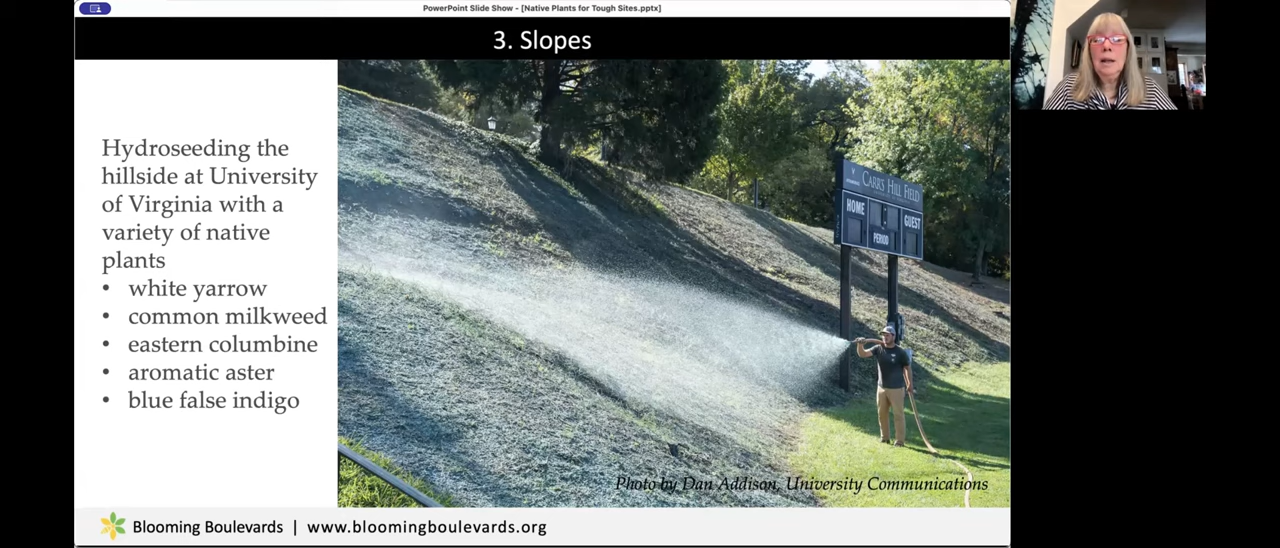 PowerPoint Slide Show - [Native Plants for Tough Sites.pptx]
3. Slopes
Hydroseeding the
hillside at University
of Virginia with a
variety of native
plants
• white yarrow
• common milkweed
• eastern columbine
• aromatic aster
• blue false indigo
CARR'S HILL FIELD
HOME
GUEST
PERIOD
Photo by Dan Addison, University Communications
Blooming Boulevards | www.bloomingboulevards.org